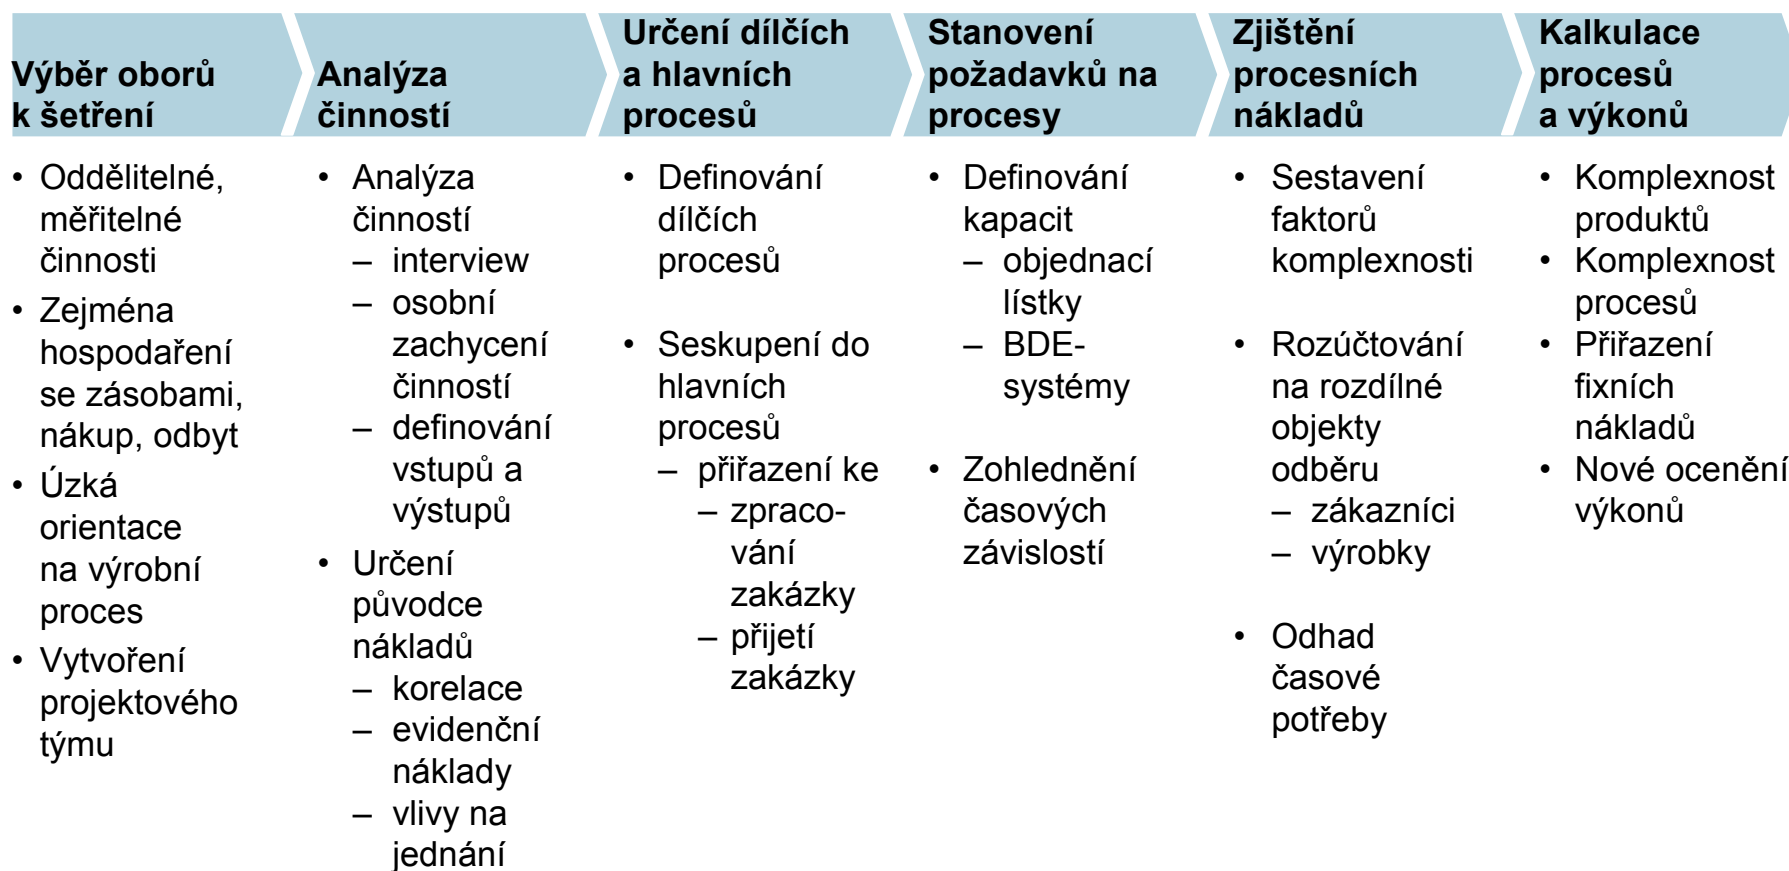 Výběr oborů
k šetření
Analýza
činností
Určení dílčích
a hlavních
procesů
Stanovení
požadavků na
procesy
Zjištění
procesních
nákladů
Kalkulace
procesů
a výkonů
• Oddělitelné,
měřitelné
činnosti
• Zejména
hospodaření
se zásobami,
nákup, odbyt
• Úzká
orientace
na výrobní
proces
• Vytvoření
projektového
týmu
• Analýza
činností
– interview
– osobní
zachycení
činností
– definování
vstupů a
výstupů
• Určení
původce
nákladů
– korelace
– evidenční
náklady
– vlivy na
jednání
• Definování
dílčích
procesů
• Seskupení do
hlavních
procesů
– přiřazení ke
– zpraco-
vání
zakázky
– přijetí
zakázky
• Definování
kapacit
– objednací
lístky
– BDE-
systémy
• Zohlednění
časových
závislostí
• Sestavení
faktorů
komplexnosti
• Rozúčtování
na rozdílné
objekty
odběru
– zákazníci
– výrobky
• Odhad
časové
potřeby
• Komplexnost
produktů
• Komplexnost
procesů
• Přiřazení
fixních
nákladů
• Nové ocenění
výkonů